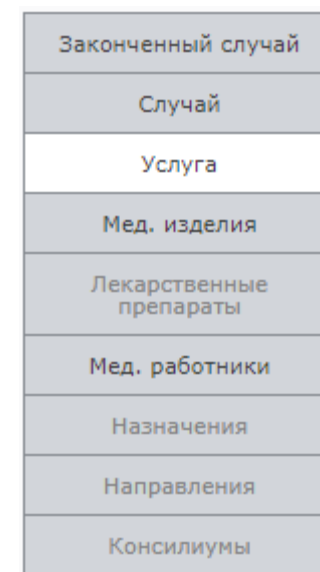 Законченный случай
Случай
Услуга
Мед. изделия
Лекарственные
препараты
Мед. работники
Назначения
Направления
Консилиумы